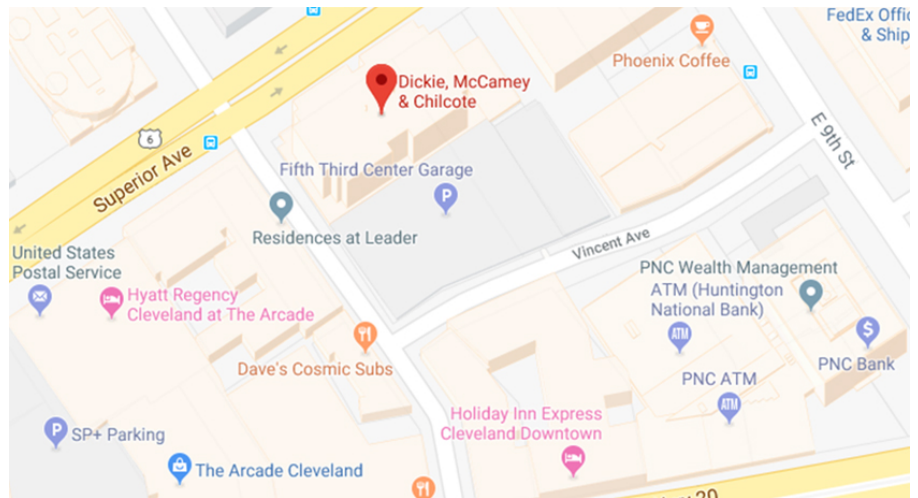 FedEx Offic
& Ship
Phoenix Coffee
Dickie, McCamey
& Chilcote
6
Superior Ave
E 9th St
Fifth Third Center Garage
P
Residences at Leader
Vincent Ave
United States
Postal Service
Hyatt Regency
Cleveland at The Arcade
PNC Wealth Management
ATM (Huntington
National Bank)
ATM
$
PNC Bank
Dave's Cosmic Subs
PNC ATM
ATM
Holiday Inn Express
Cleveland Downtown
P
SP+ Parking
The Arcade Cleveland